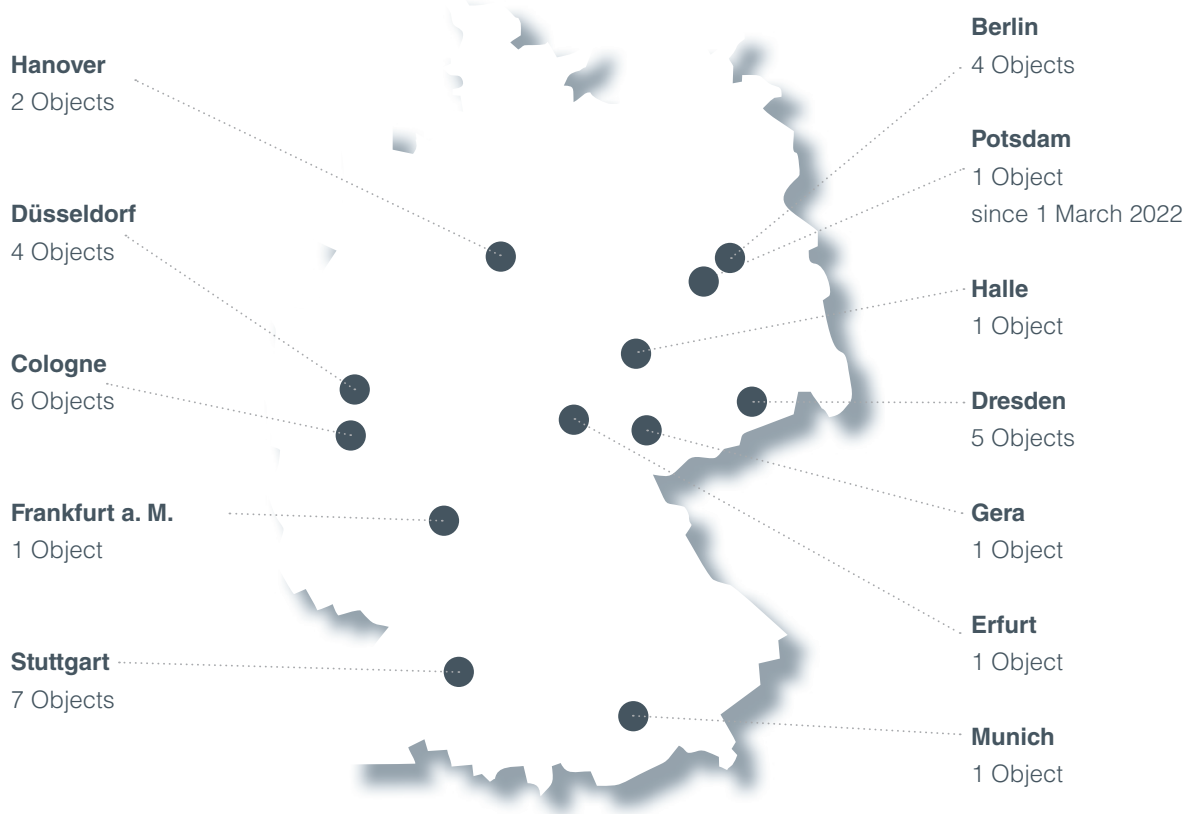 Hanover
2 Objects
Düsseldorf
4 Objects
Cologne
6 Objects
Frankfurt a. M.
1 Object
Stuttgart
7 Objects
Berlin
4 Objects
Potsdam
1 Object
since 1 March 2022
Halle
1 Object
Dresden
5 Objects
Gera
1 Object
Erfurt
1 Object
Munich
1 Object